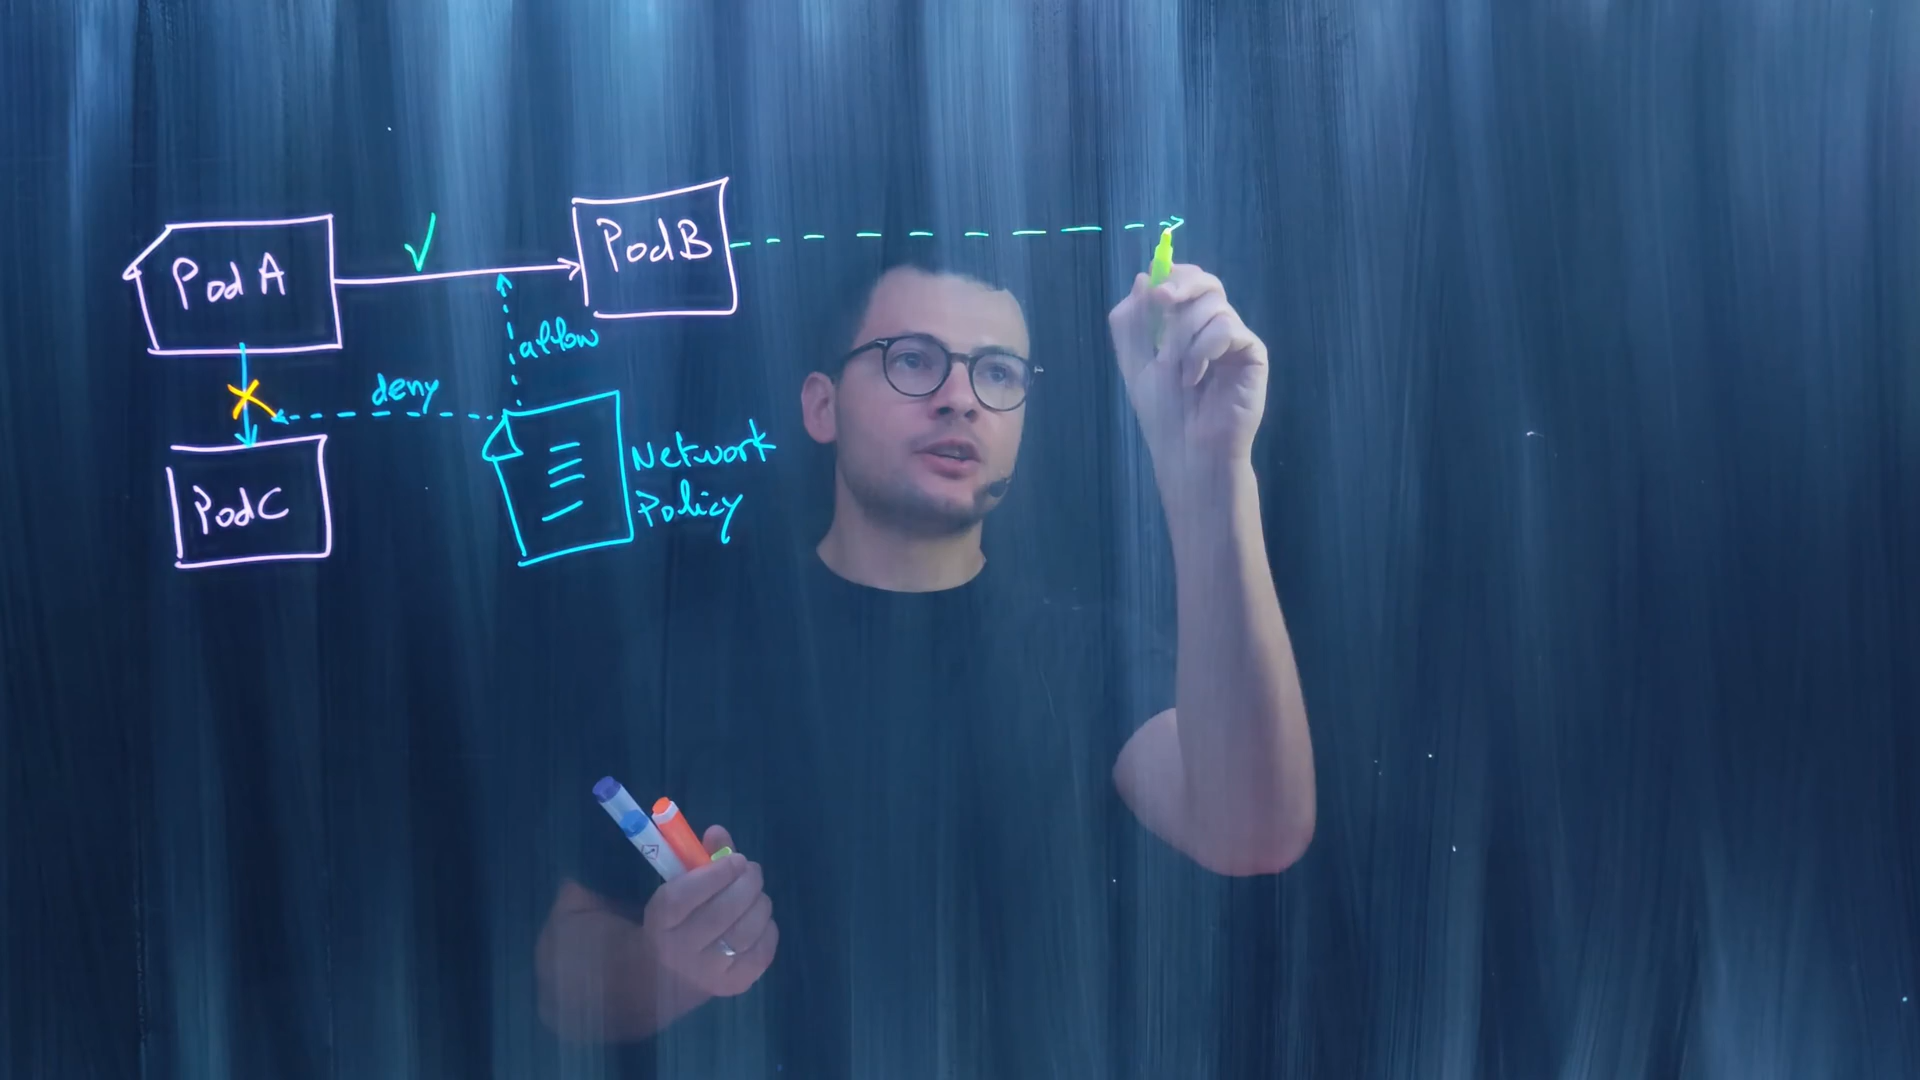 Pod A
Pod B
allow
deny
Network
Policy
Pod C